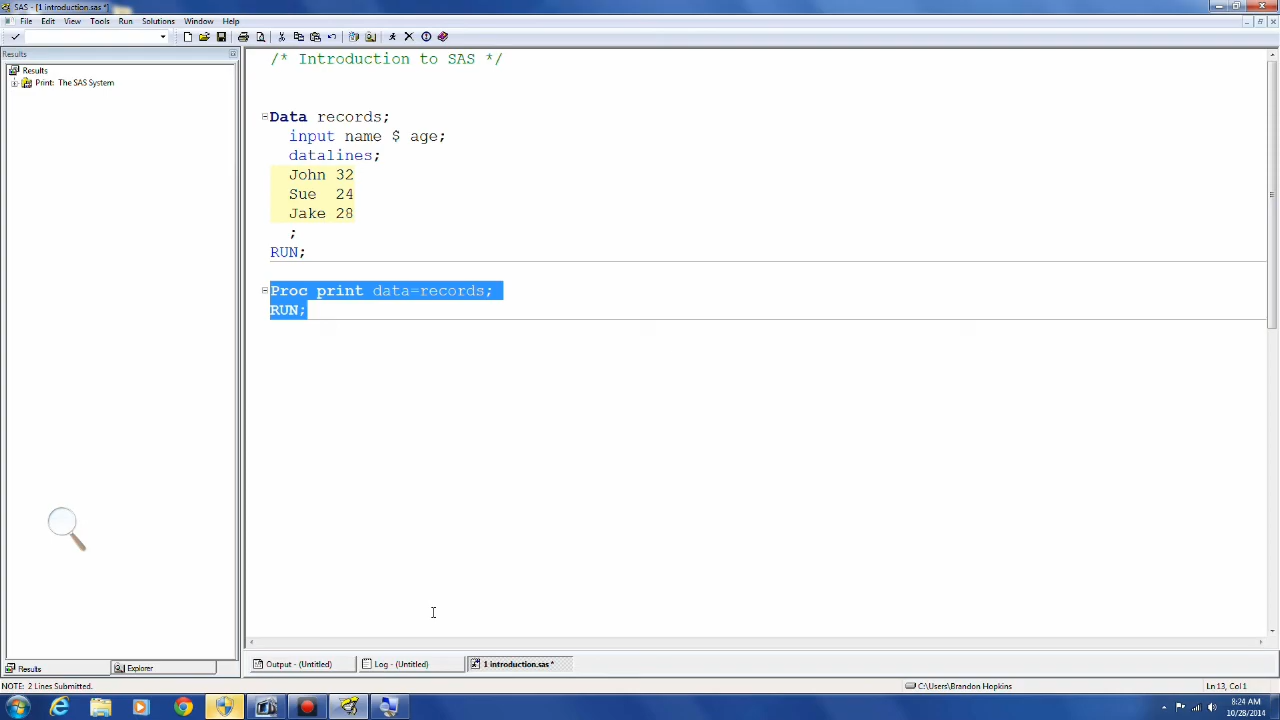 SAS - [1 introduction.sas *]
File Edit View Tools Run Solutions Window Help
Results
Results
Print: The SAS System
/* Introduction to SAS */
Data records;
input name $ age;
datalines;
John 32
Sue 24
Jake 28
;
RUN;
Proc print data=records;
RUN;
Results
Explorer
Output - (Untitled)
Log - (Untitled)
1 introduction.sas *
NOTE: 2 Lines Submitted.
C:\Users\Brandon Hopkins
Ln 13, Col 1
8:24 AM
10/28/2014